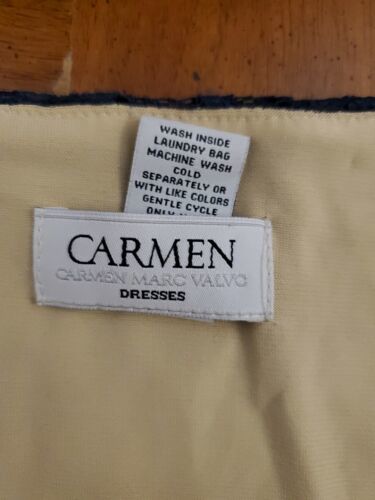 WASH INSIDE
LAUNDRY BAG
MACHINE WASH
COLD
SEPARATELY OR
WITH LIKE COLORS
GENTLE CYCLE
ONLY
CARMEN
CARMEN MARC VALVO
DRESSES